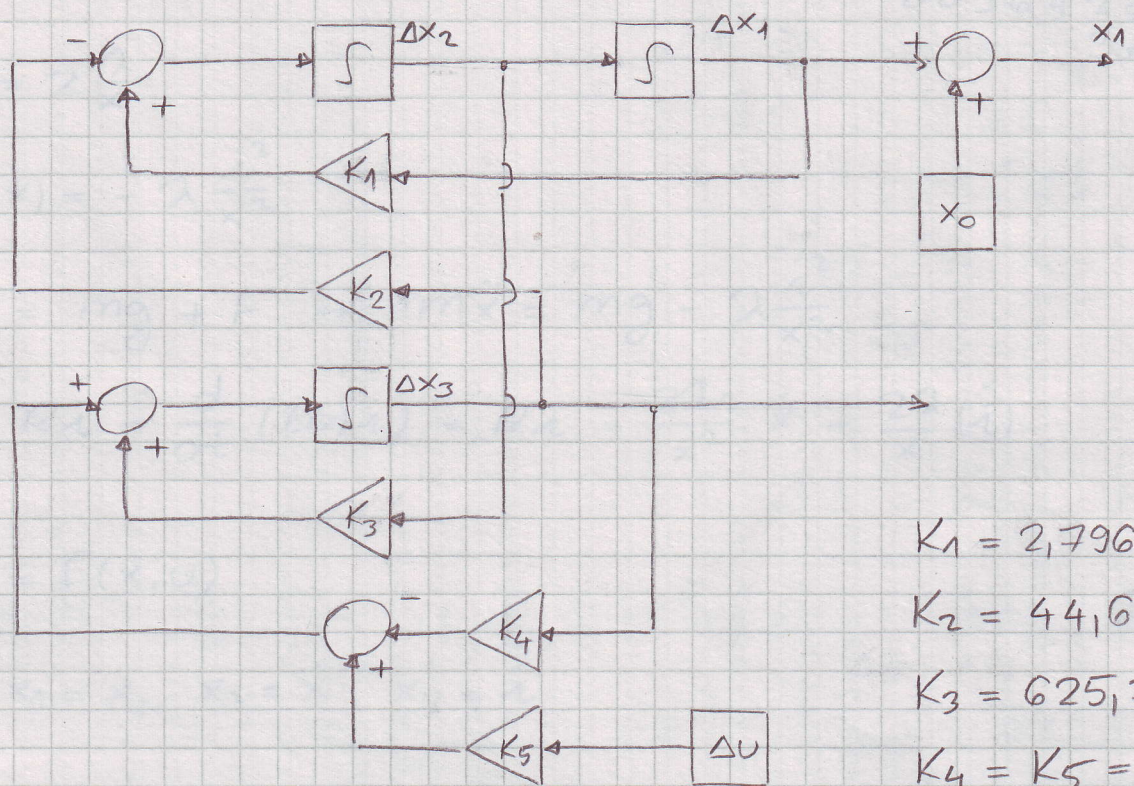 - ∫ Δx₂ ∫ Δx₁ + x₁
+ +
K₁
x₀
K₂
+ ∫ Δx₃
+
K₃
K₁ = 2,796
- K₄
K₂ = 44,6
+
K₃ = 625,
K₅ ΔU
K₄ = K₅ =